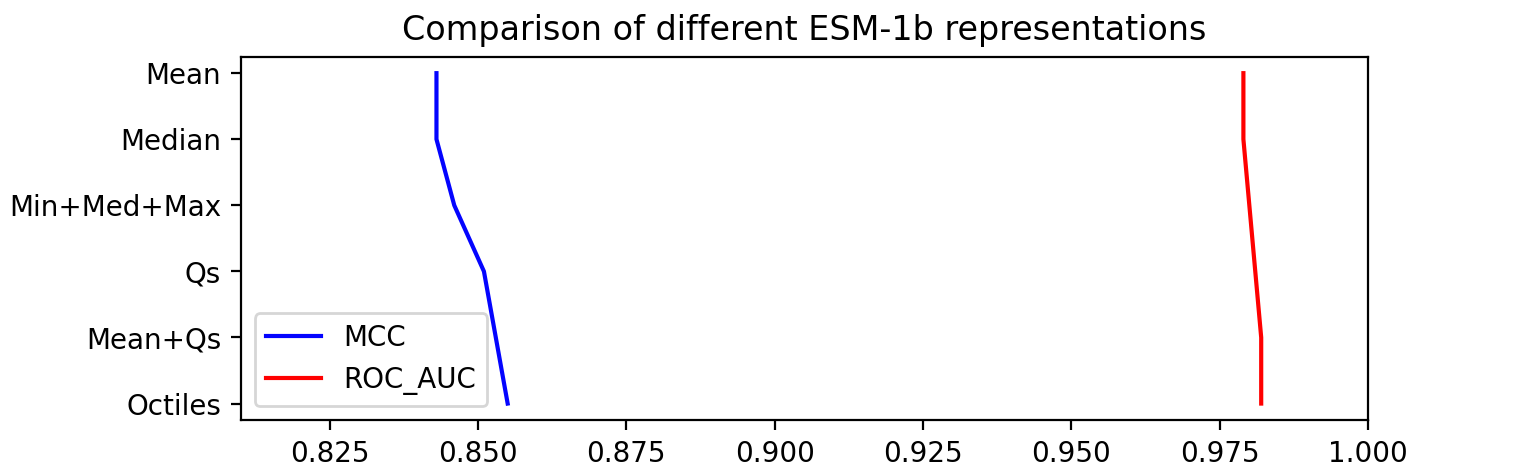 Comparison of different ESM-1b representations
Mean
Median
Min+Med+Max
Qs
Mean+Qs
Octiles
MCC
ROC_AUC
0.825 0.850 0.875 0.900 0.925 0.950 0.975 1.000